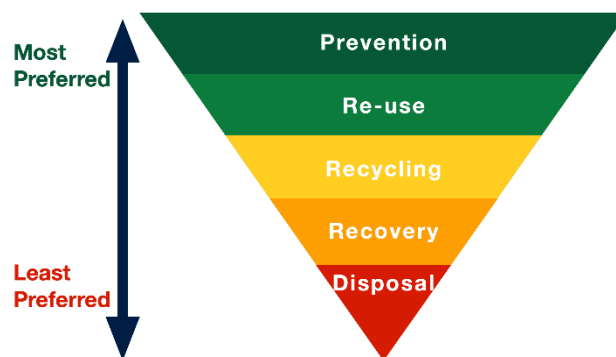 Most
Preferred
Prevention
Re-use
Recycling
Recovery
Disposal
Least
Preferred